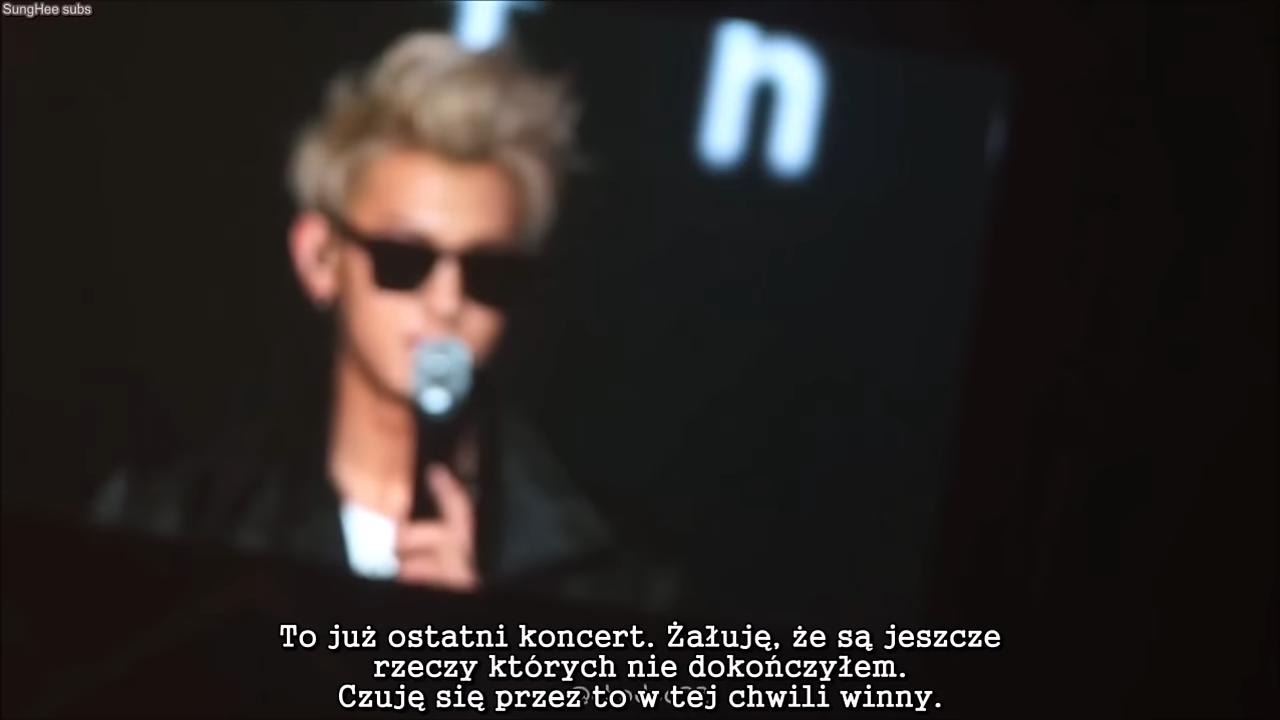 SungHee subs
n
To już ostatni koncert. Żałuję, że są jeszcze
rzeczy których nie dokończyłem.
Czuję się przez to w tej chwili winny.